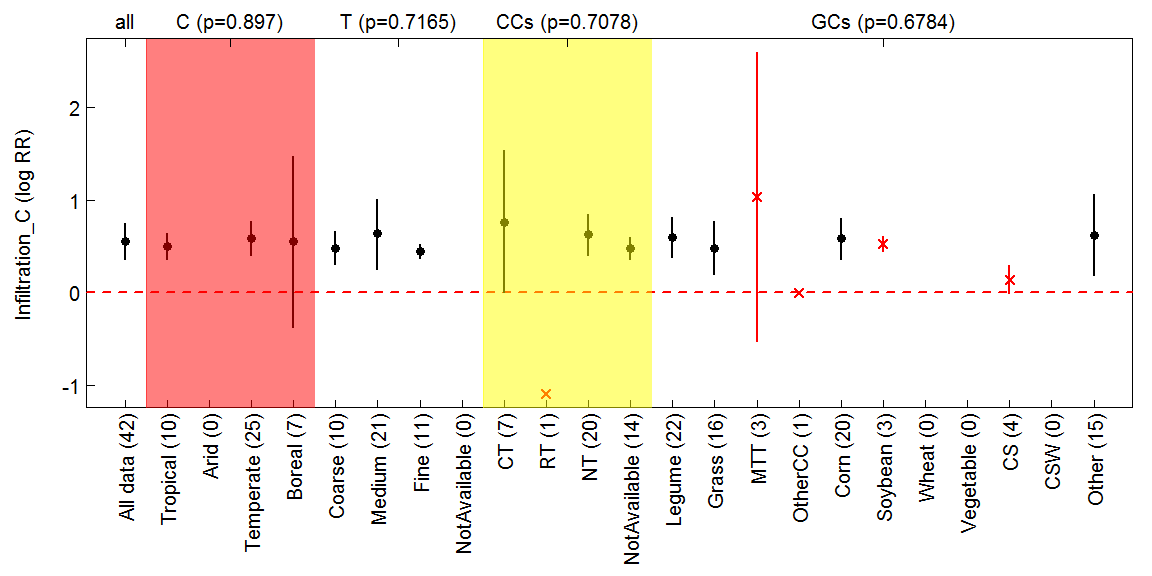 all C (p=0.897) T (p=0.7165) CCs (p=0.7078) GCs (p=0.6784)
Infiltration_C (log RR)
2
1
0
-1
All data (42)
Tropical (10)
Arid (0)
Temperate (25)
Boreal (7)
Coarse (10)
Medium (21)
Fine (11)
NotAvailable (0)
CT (7)
RT (1)
NT (20)
NotAvailable (14)
Legume (22)
Grass (16)
MTT (3)
OtherCC (1)
Corn (20)
Soybean (3)
Wheat (0)
Vegetable (0)
CS (4)
CSW (0)
Other (15)